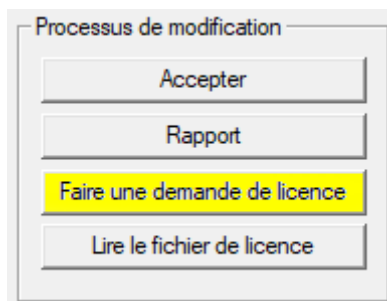 Processus de modification
Accepter
Rapport
Faire une demande de licence
Lire le fichier de licence